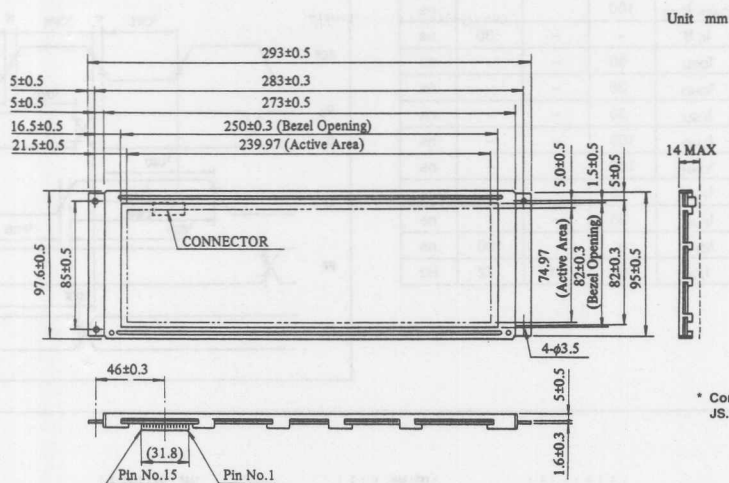 Unit mm
293±0.5
283±0.3
5±0.5
273±0.5
5±0.5
250±0.3 (Bezel Opening)
16.5±0.5
239.97 (Active Area)
21.5±0.5
14 MAX
5.0±0.5
1.5±0.5
5±0.5
CONNECTOR
97.6±0.5
85±0.5
74.97
(Active Area)
82±0.3
(Bezel Opening)
82±0.3
95±0.5
4-φ3.5
46±0.3
5±0.5
1.6±0.3
(31.8)
Pin No.15
Pin No.1
* Con
JS.